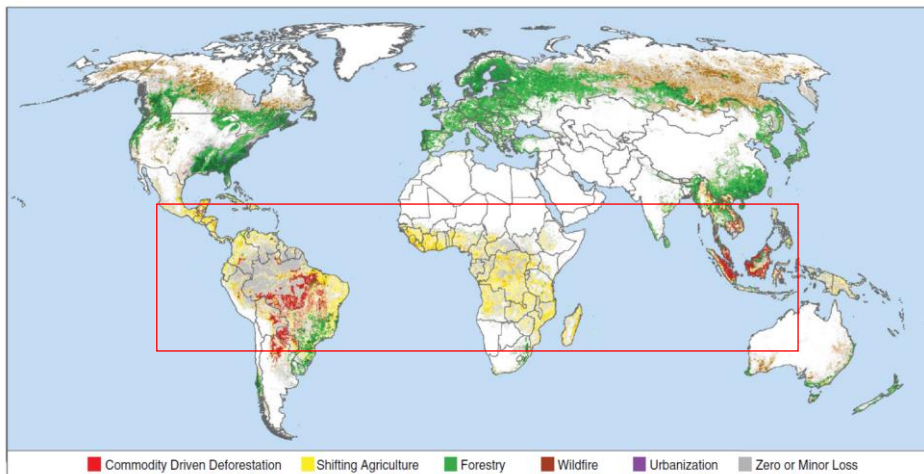 Commodity Driven Deforestation Shifting Agriculture Forestry Wildfire Urbanization Zero or Minor Loss